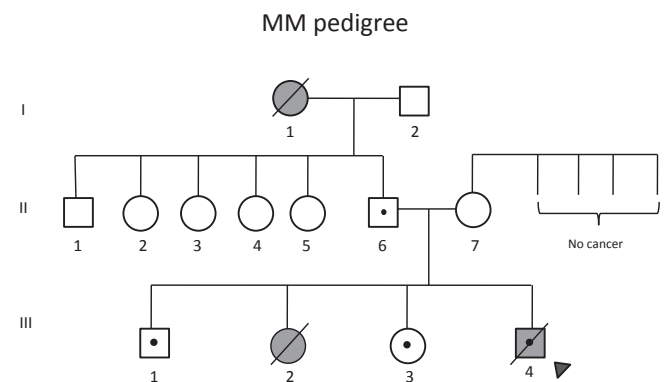 MM pedigree
I
1 2
II
1 2 3 4 5 6 7
No cancer
III
1 2 3 4